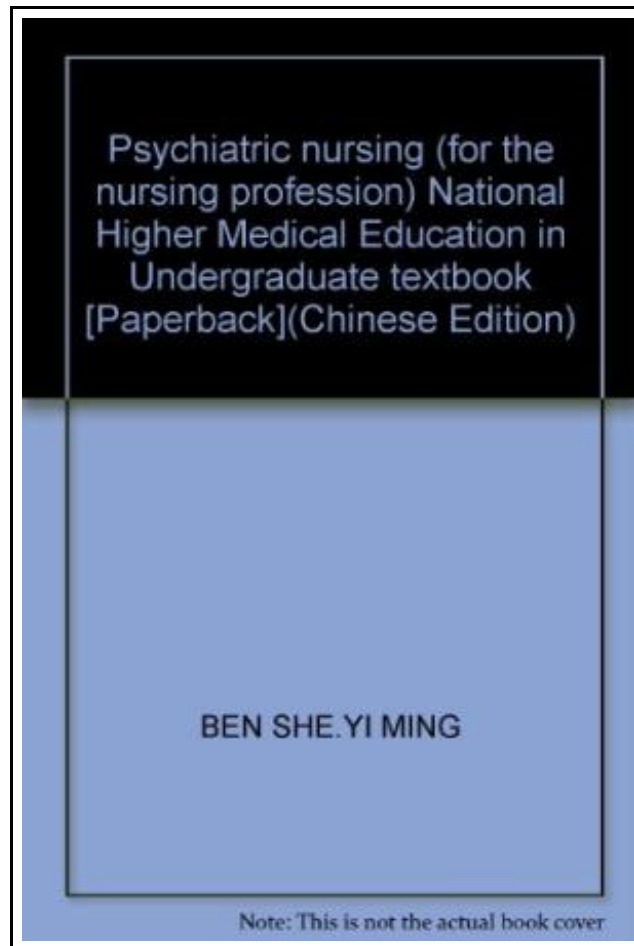 Psychiatric nursing (for the
nursing profession) National
Higher Medical Education in
Undergraduate textbook
[Paperback](Chinese Edition)
BEN SHE.YI MING
Note: This is not the actual book cover